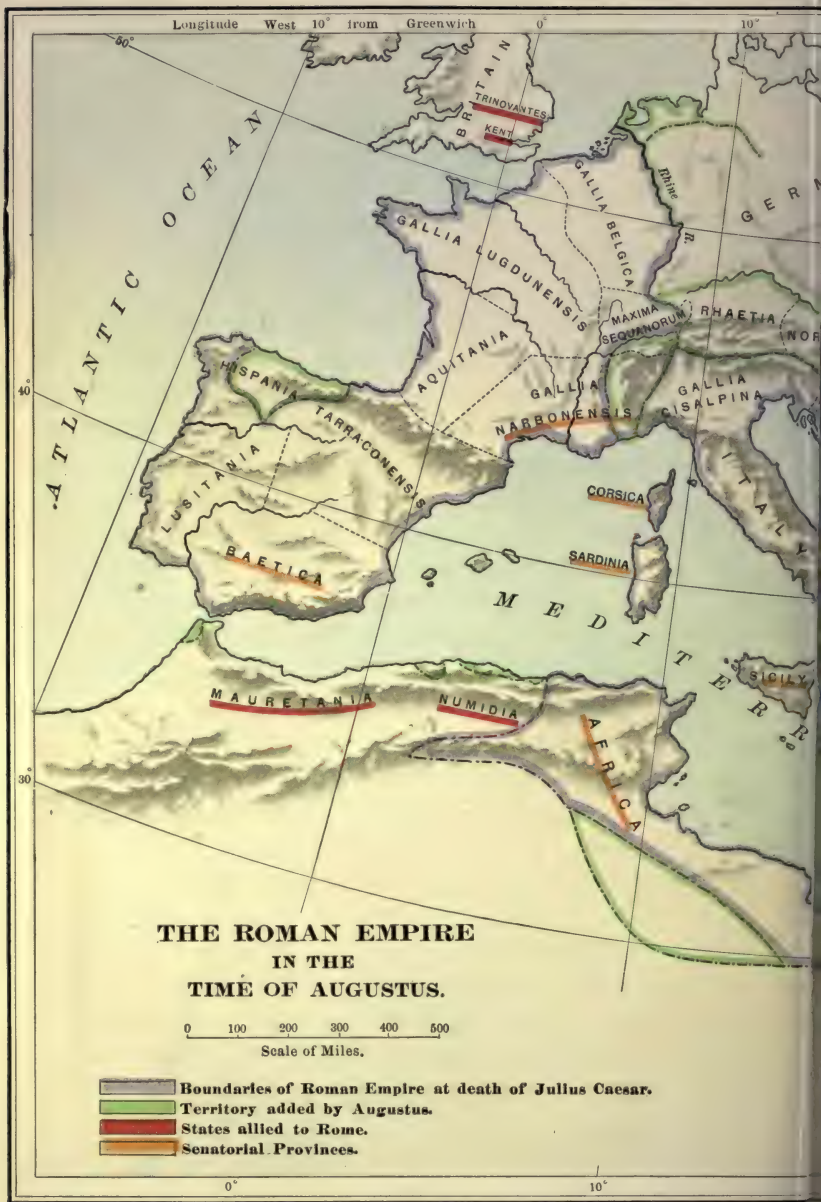 Longitude West 10° from Greenwich 0° 10°
50°
BRITAIN
TRINOVANTES
KENT
ATLANTIC OCEAN
Rhine
R.
GERM
GALLIA BELGICA
GALLIA LUGDUNENSIS
MAXIMA
SEQUANORUM
RHAETIA
NOR
AQUITANIA
GALLIA
NARBONENSIS
GALLIA
CISALPINA
ITALY
40°
HISPANIA
TARRACONENSIS
LUSITANIA
BAETICA
CORSICA
SARDINIA
MEDITERR
SICILY
MAURETANIA
NUMIDIA
AFRICA
30°
THE ROMAN EMPIRE
IN THE
TIME OF AUGUSTUS.
0 100 200 300 400 500
Scale of Miles.
Boundaries of Roman Empire at death of Julius Caesar.
Territory added by Augustus.
States allied to Rome.
Senatorial Provinces.
0° 10°